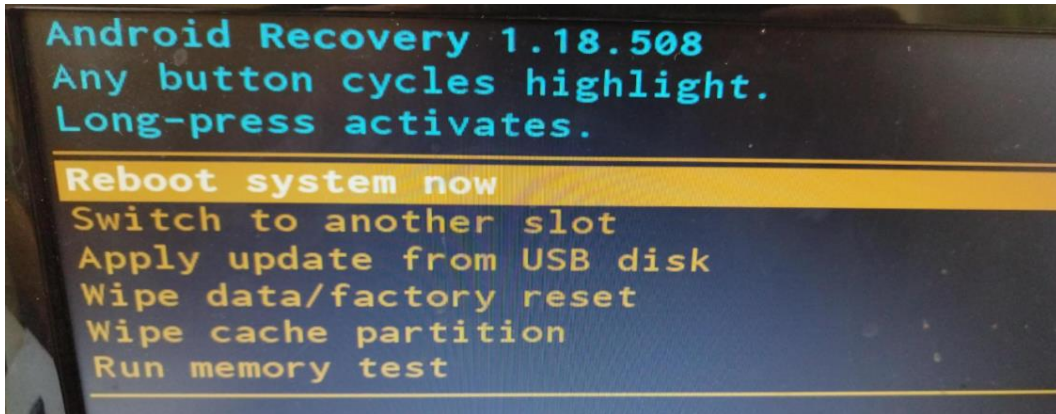 Android Recovery 1.18.508
Any button cycles highlight.
Long-press activates.
Reboot system now
Switch to another slot
Apply update from USB disk
Wipe data/factory reset
Wipe cache partition
Run memory test